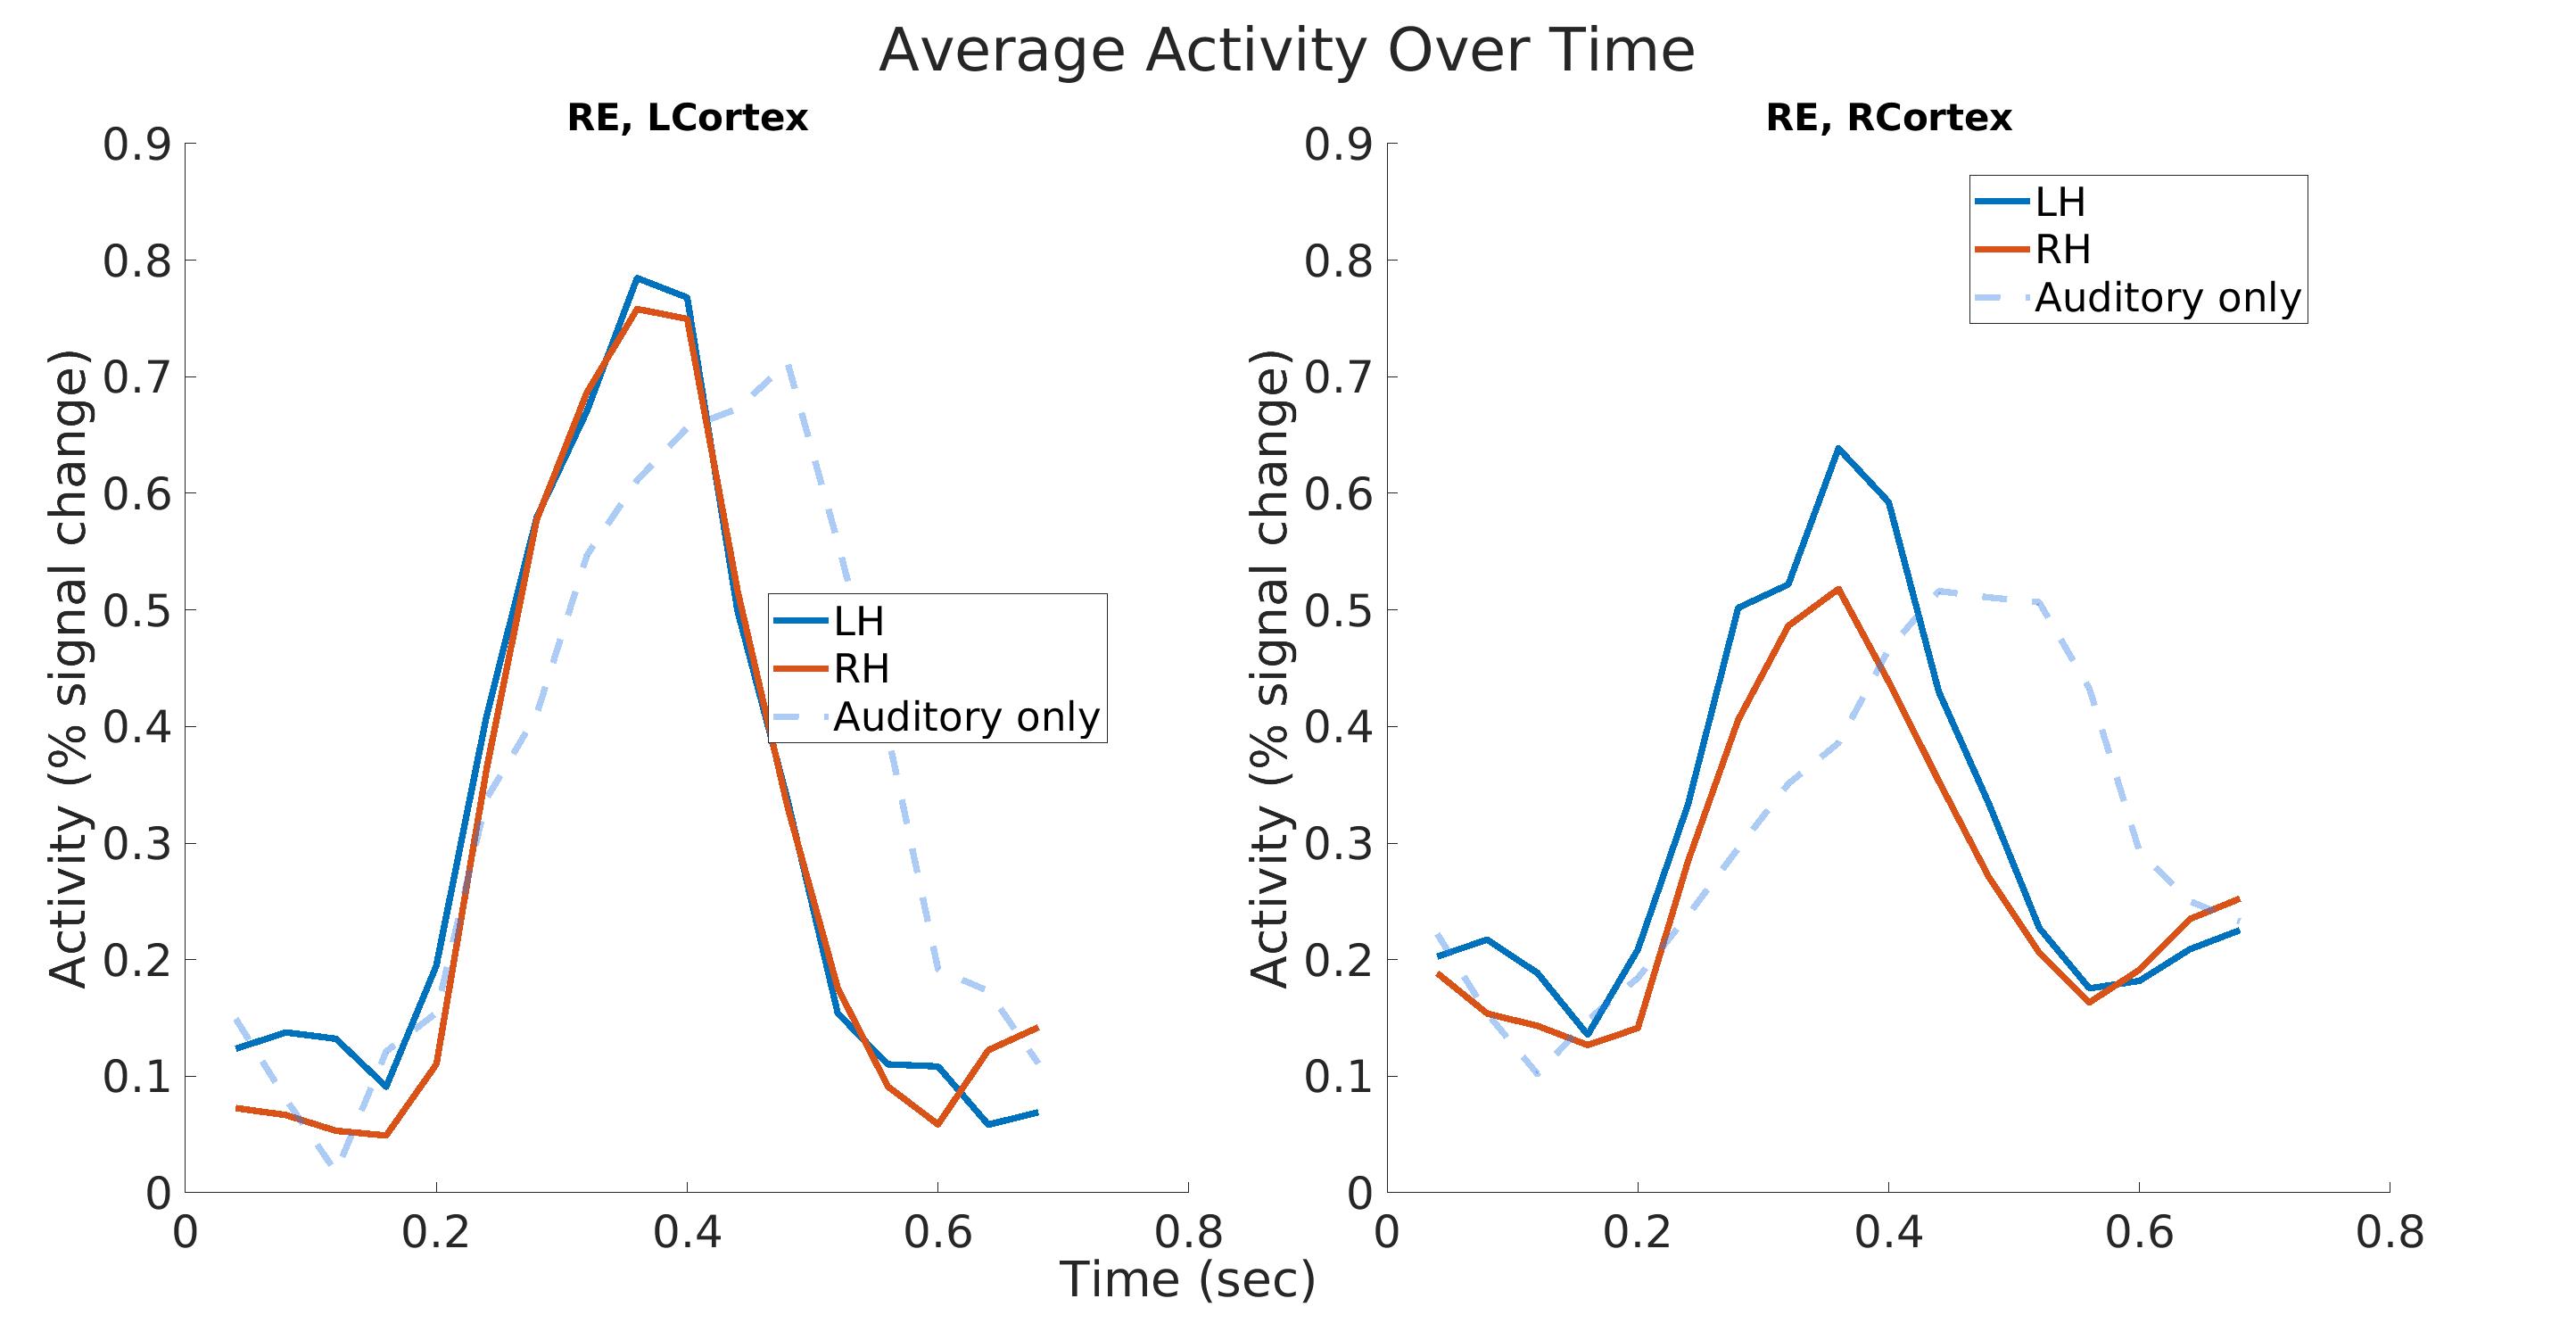 Average Activity Over Time
RE, LCortex
Activity (% signal change)
0.9
0.8
0.7
0.6
0.5
0.4
0.3
0.2
0.1
0
0
0.2
0.4
0.6
0.8
LH
RH
Auditory only
RE, RCortex
Activity (% signal change)
0.9
0.8
0.7
0.6
0.5
0.4
0.3
0.2
0.1
0
0
0.2
0.4
0.6
0.8
LH
RH
Auditory only
Time (sec)